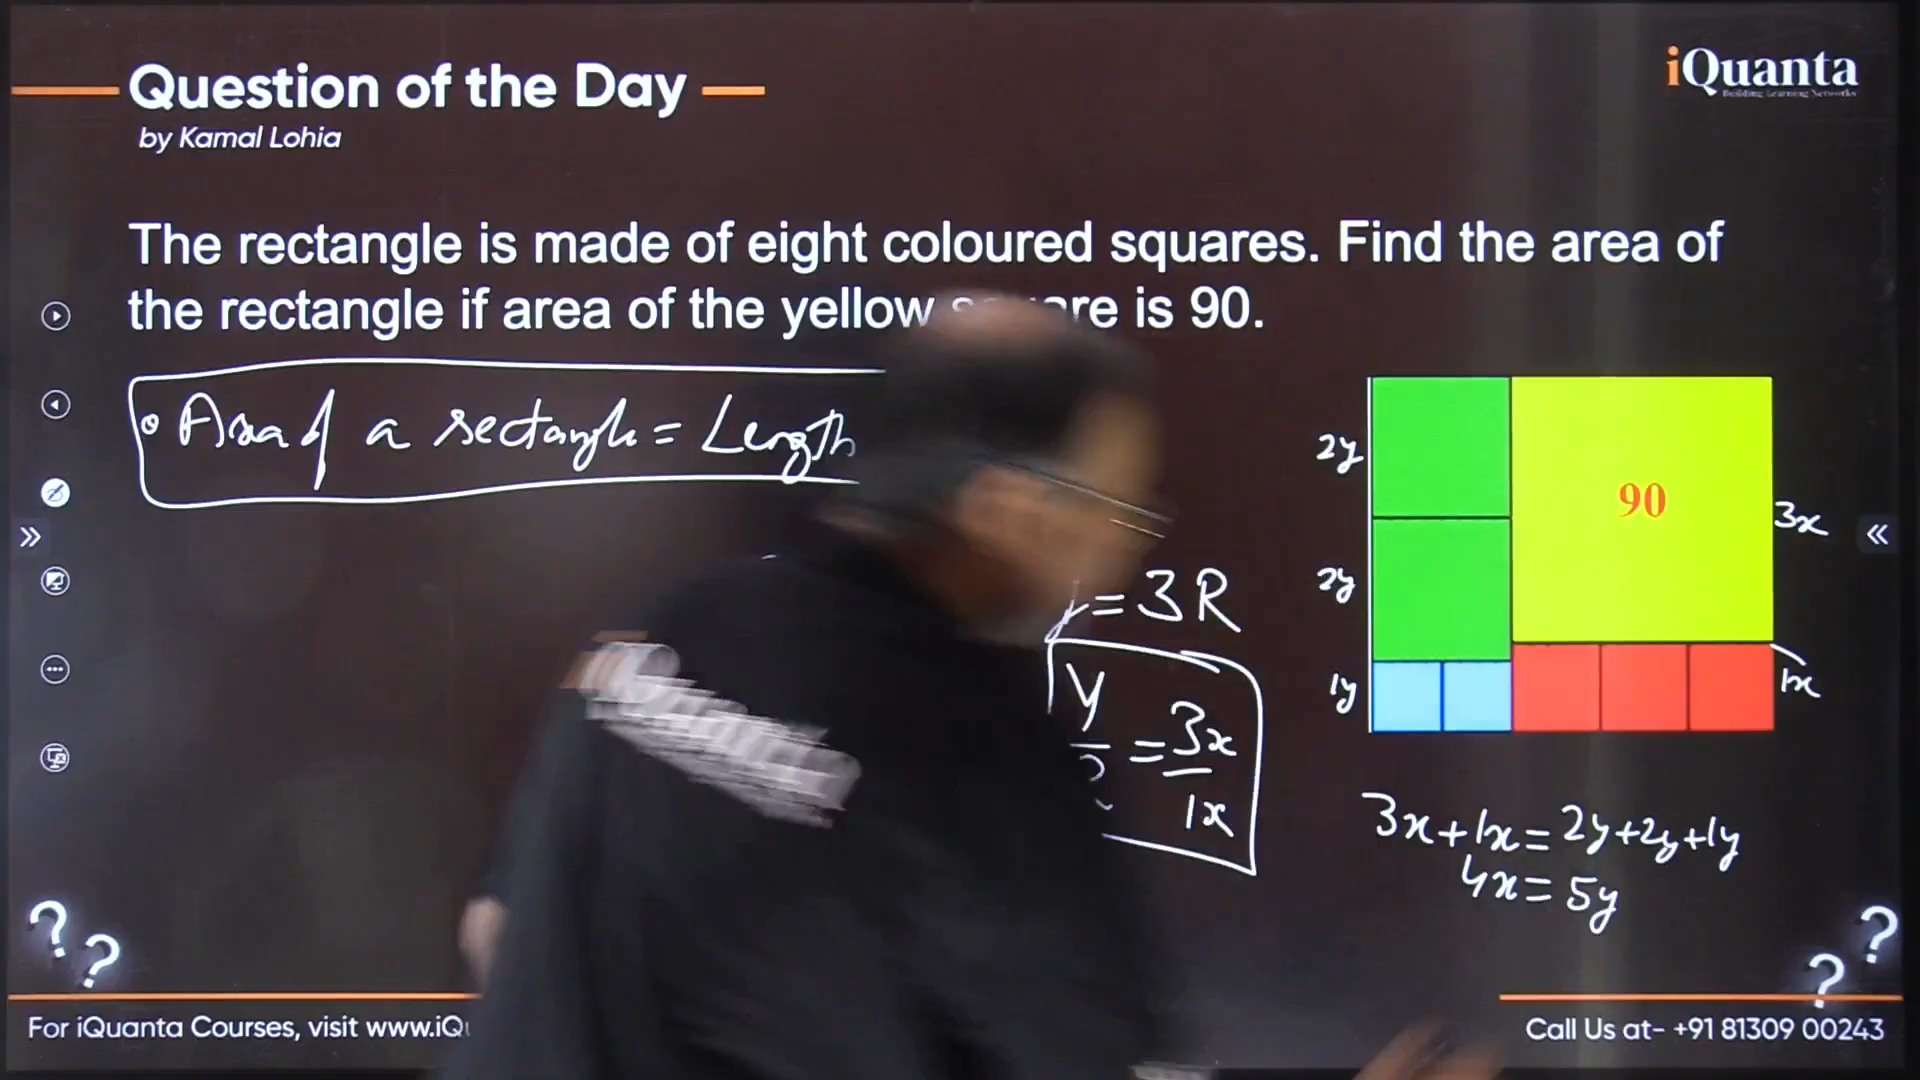 Question of the Day
by Kamal Lohia
iQuanta
Building Learning Networks
The rectangle is made of eight coloured squares. Find the area of
the rectangle if area of the yellow is 90.
Area of a rectangle = Length
= 3R
Y = 3x
1x
2y
2y
1y
90
3x
1x
3x+1x = 2y+2y+1y
4x = 5y
? ?
? ?
For iQuanta Courses, visit
Call Us at- +91 81309 00243